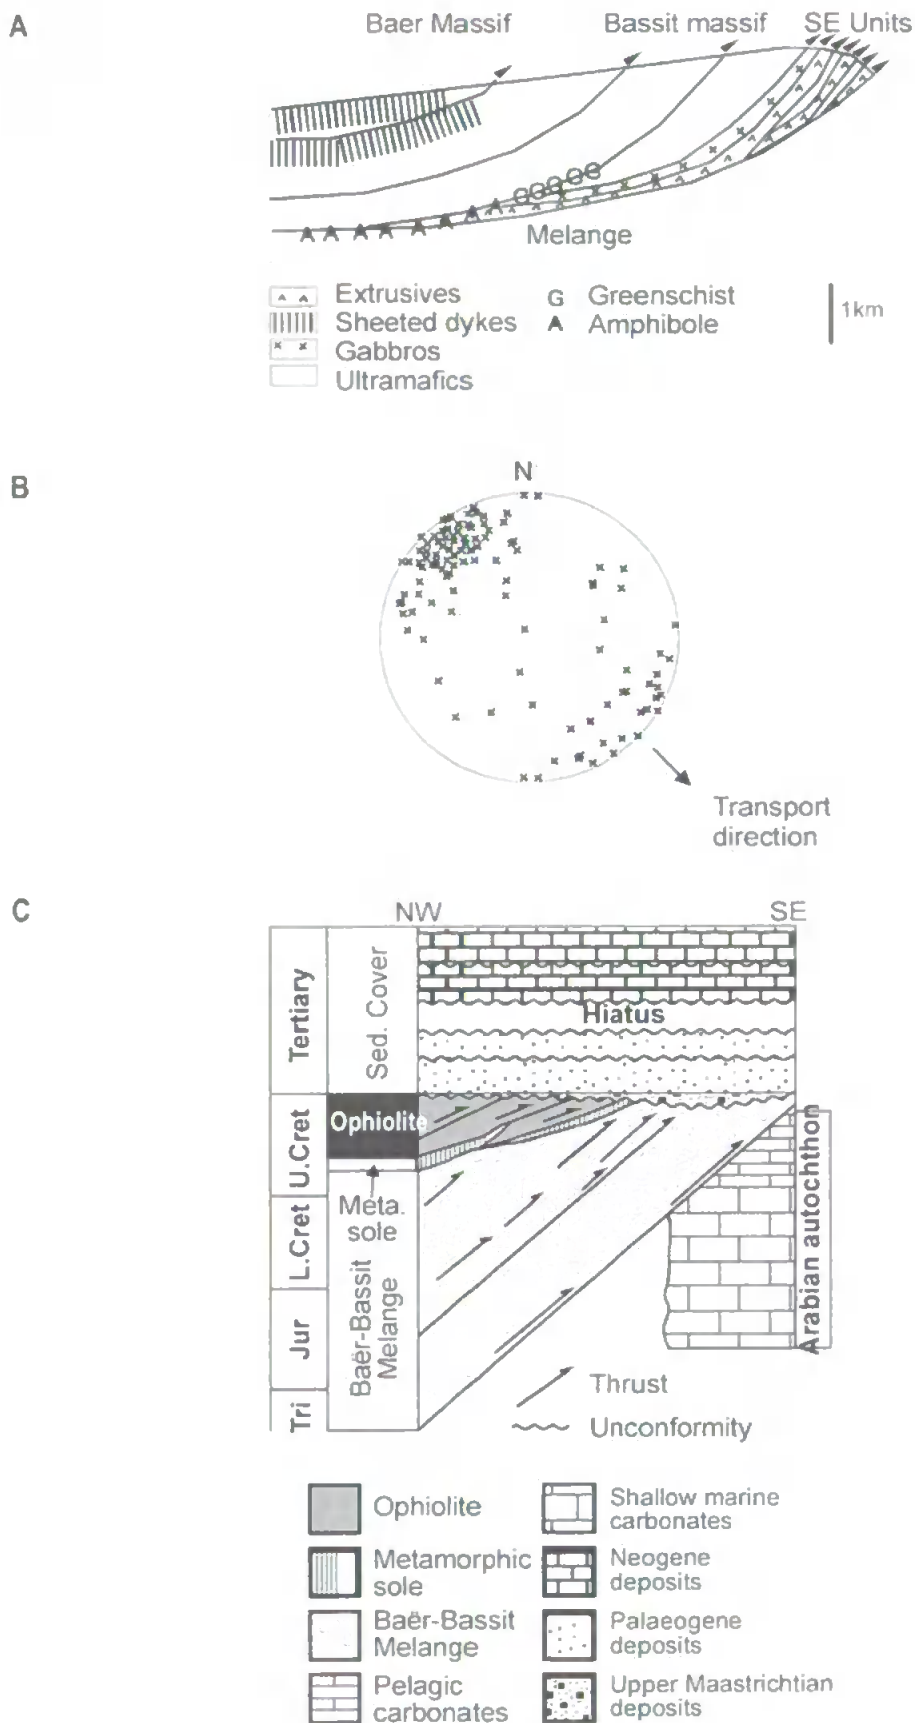 A
Baer Massif
Bassit massif
SE Units
G G G G G
A A A A A A A A
Melange
Extrusives
Sheeted dykes
Gabbros
Ultramafics
G Greenschist
A Amphibole
1km
B
N
Transport
direction
C
NW
SE
Tertiary
Sed. Cover
Hiatus
U.Cret
Ophiolite
Meta.
sole
L.Cret
Jur
Tri
Baër-Bassit
Melange
Arabian autochthon
Thrust
Unconformity
Ophiolite
Metamorphic
sole
Baër-Bassit
Melange
Pelagic
carbonates
Shallow marine
carbonates
Neogene
deposits
Palaeogene
deposits
Upper Maastrichtian
deposits